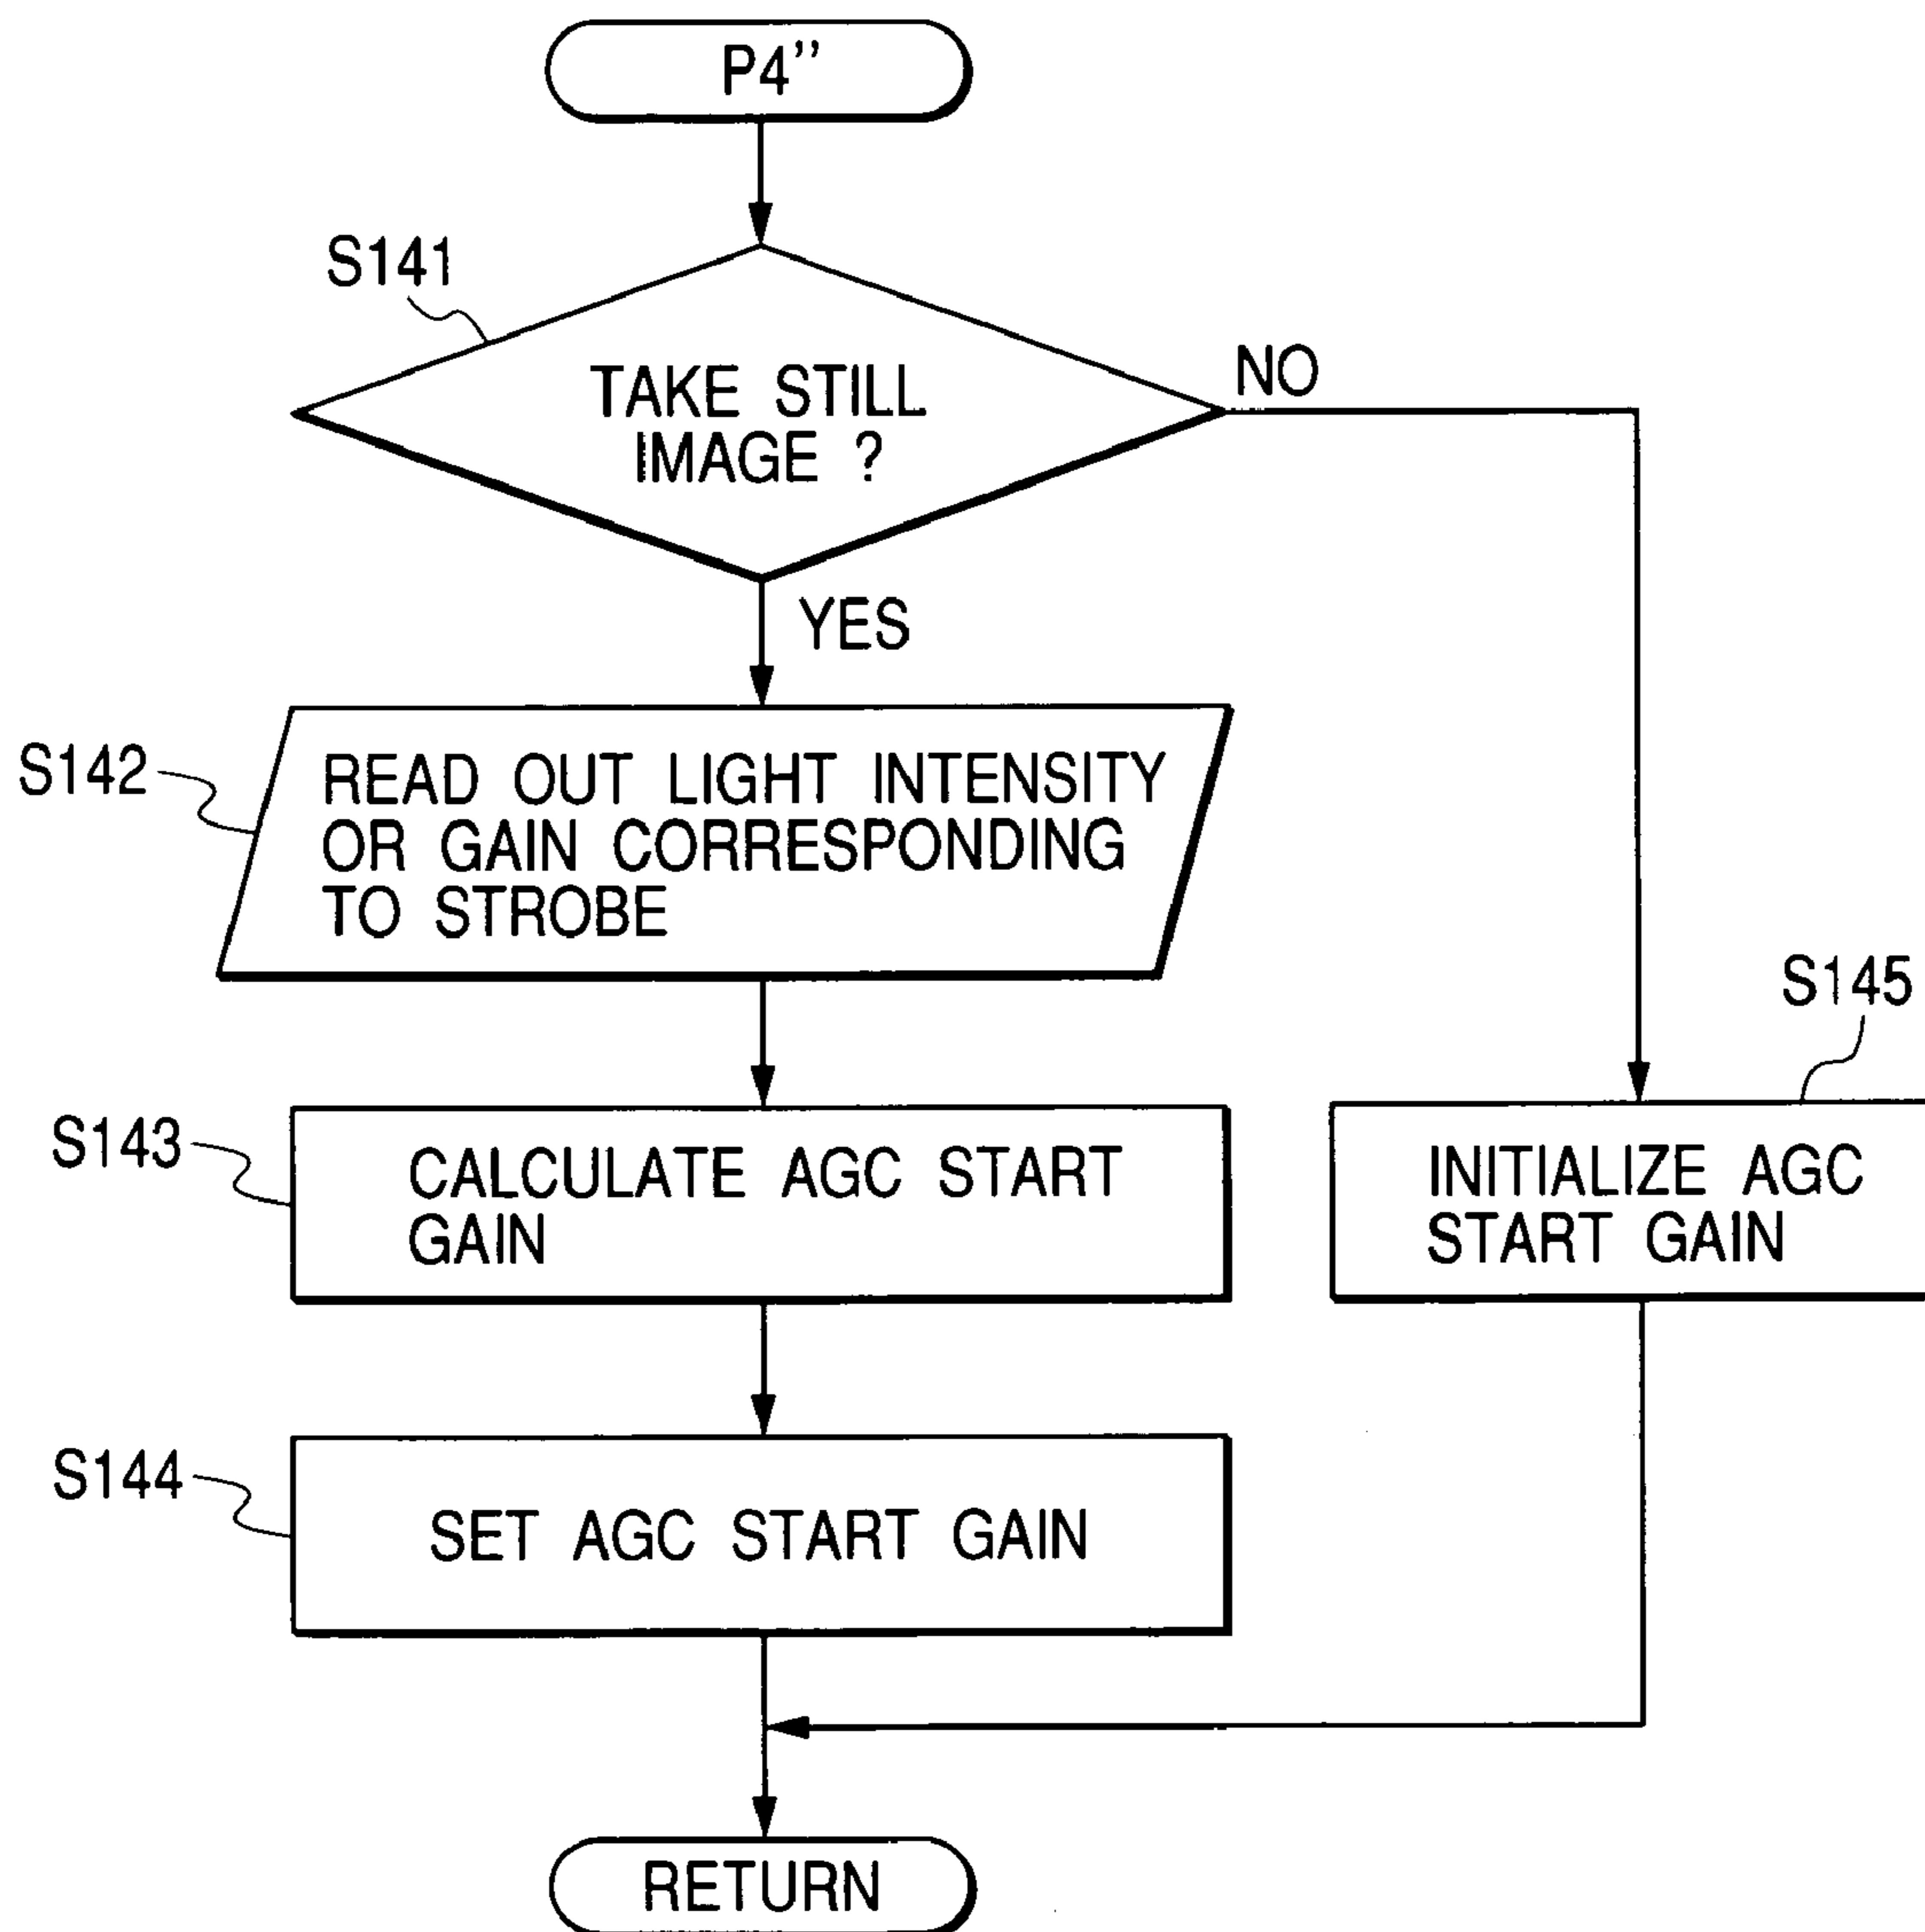 P4”
S141
TAKE STILL
IMAGE ?
NO
YES
S142
READ OUT LIGHT INTENSITY
OR GAIN CORRESPONDING
TO STROBE
S143
CALCULATE AGC START
GAIN
S145
INITIALIZE AGC
START GAIN
S144
SET AGC START GAIN
RETURN